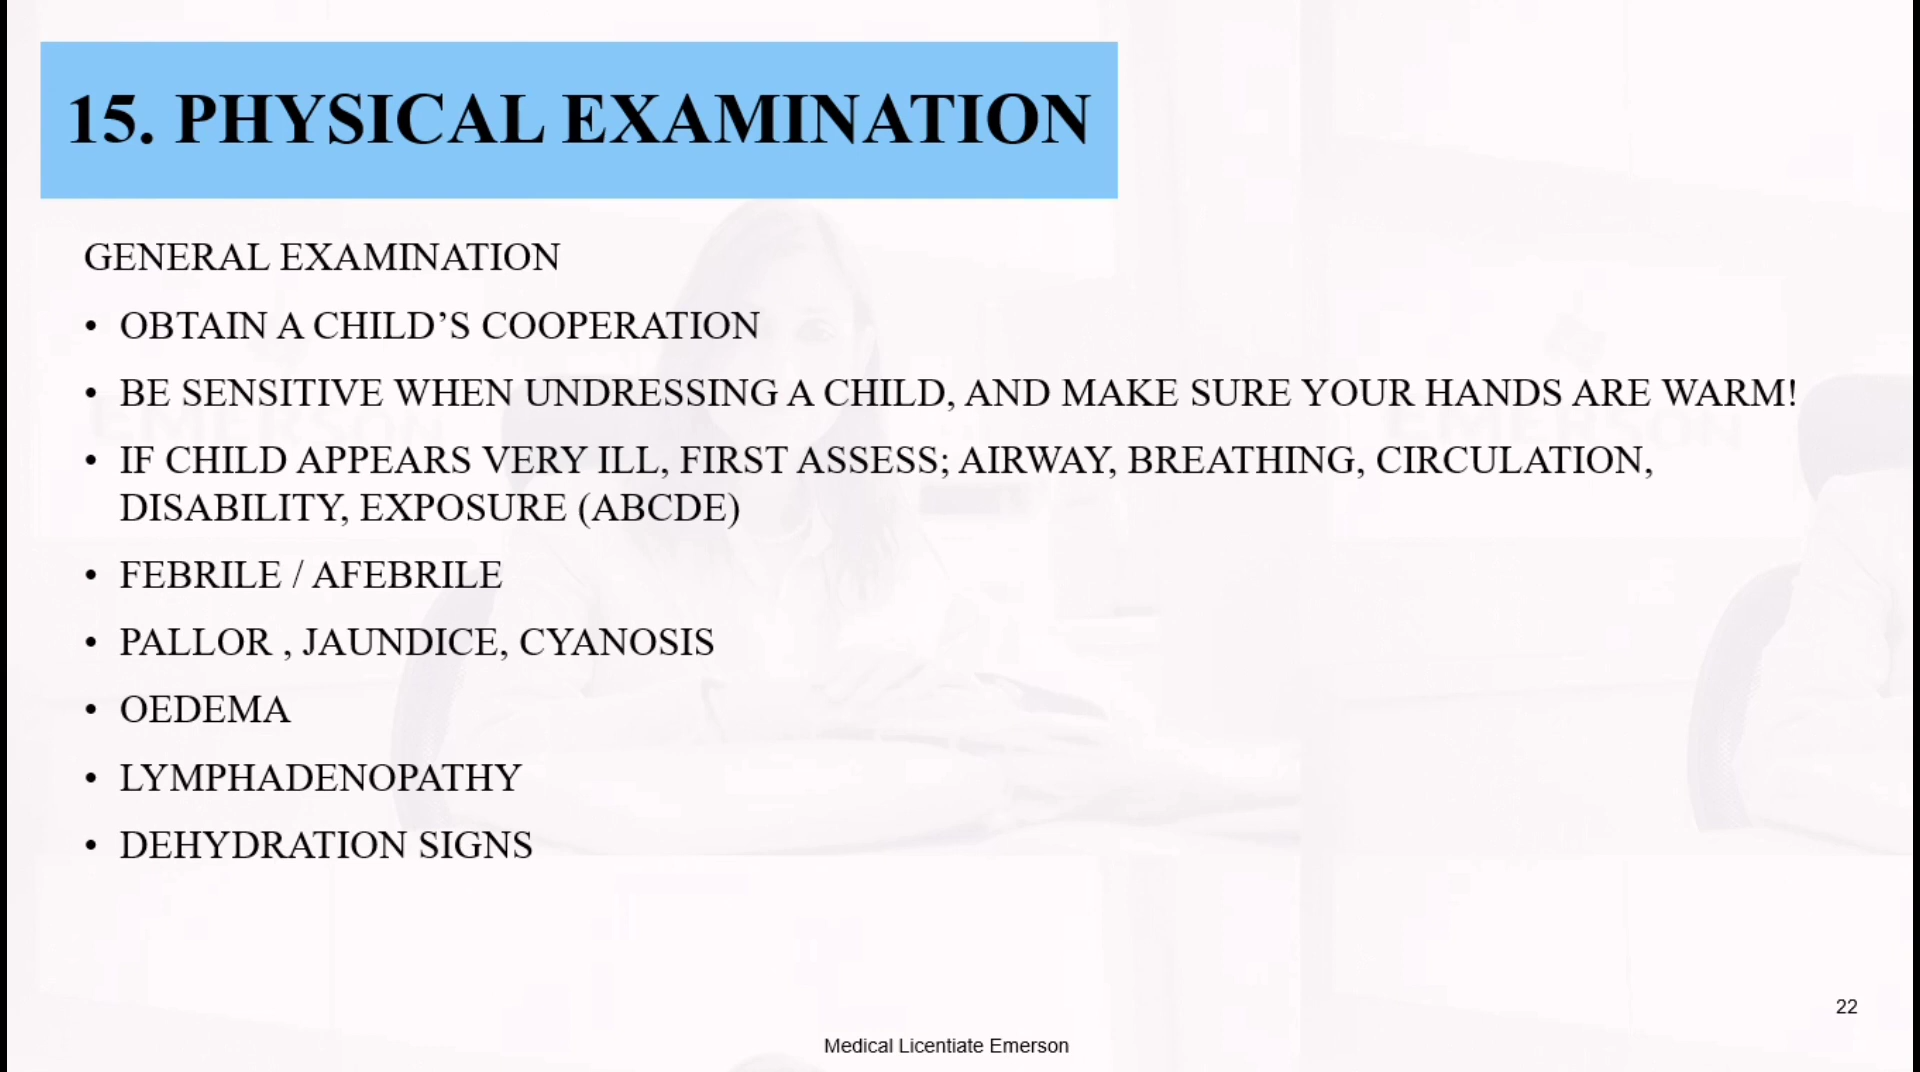 15. PHYSICAL EXAMINATION
GENERAL EXAMINATION
• OBTAIN A CHILD’S COOPERATION
• BE SENSITIVE WHEN UNDRESSING A CHILD, AND MAKE SURE YOUR HANDS ARE WARM!
• IF CHILD APPEARS VERY ILL, FIRST ASSESS; AIRWAY, BREATHING, CIRCULATION,
DISABILITY, EXPOSURE (ABCDE)
• FEBRILE / AFEBRILE
• PALLOR , JAUNDICE, CYANOSIS
• OEDEMA
• LYMPHADENOPATHY
• DEHYDRATION SIGNS
EMERSON
EMERSON
22
Medical Licentiate Emerson